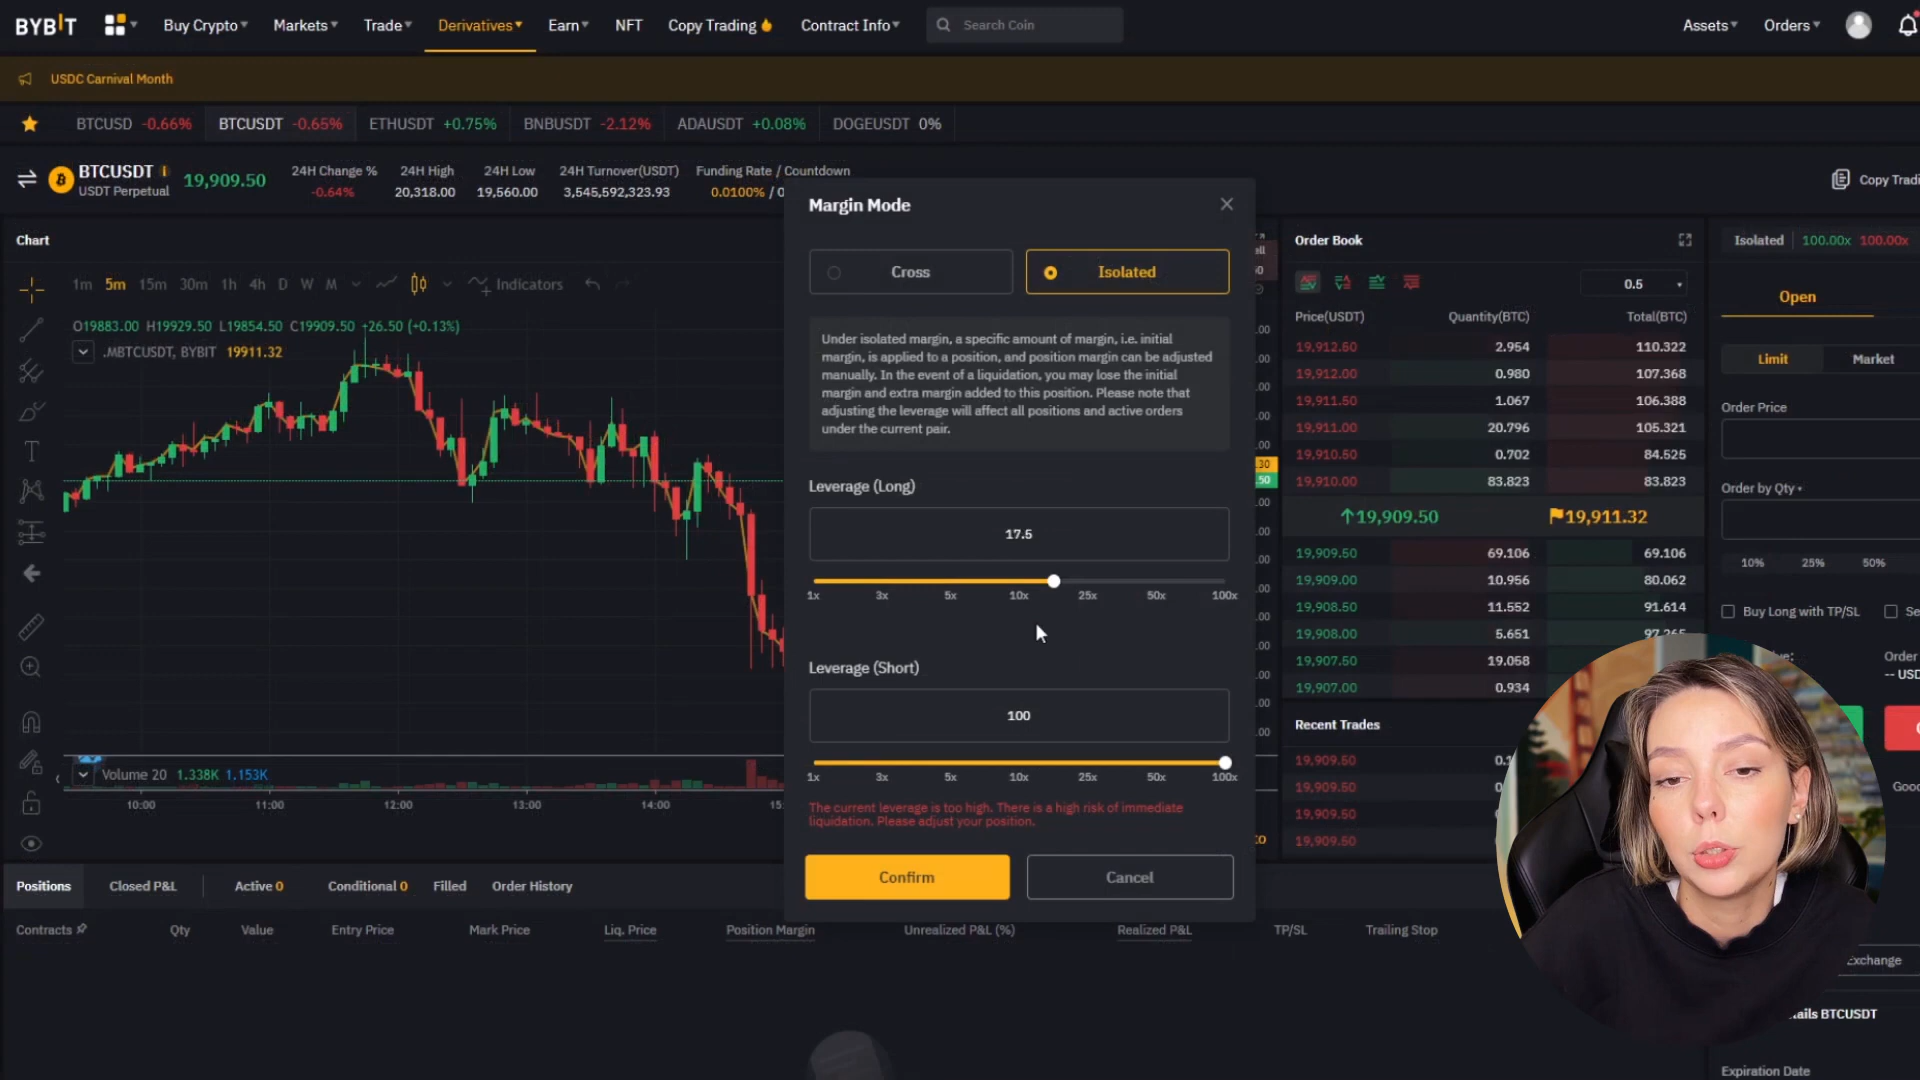 BYBIT
Buy Crypto
Markets
Trade
Derivatives
Earn
NFT
Copy Trading
Contract Info
Search Coin
Assets
Orders
USDC Carnival Month
BTCUSD -0.66%
BTCUSDT -0.65%
ETHUSDT +0.75%
BNBUSDT -2.12%
ADAUSDT +0.08%
DOGEUSDT 0%
BTCUSDT
USDT Perpetual
19,909.50
24H Change %
-0.64%
24H High
20,318.00
24H Low
19,560.00
24H Turnover(USDT)
3,545,592,323.93
Funding Rate / Countdown
0.0100% / 0
Chart
1m 5m 15m 30m 1h 4h D W M
Indicators
O19883.00 H19929.50 L19854.50 C19909.50 +26.50 (+0.13%)
.MBTCUSDT, BYBIT 19911.32
Volume 20 1.338K 1.153K
10:00 11:00 12:00 13:00 14:00 15:
Margin Mode
Cross
Isolated
Under isolated margin, a specific amount of margin, i.e. initial
margin, is applied to a position, and position margin can be adjusted
manually. In the event of a liquidation, you may lose the initial
margin and extra margin added to this position. Please note that
adjusting the leverage will affect all positions and active orders
under the current pair.
Leverage (Long)
17.5
1x 3x 5x 10x 25x 50x 100x
Leverage (Short)
100
1x 3x 5x 10x 25x 50x 100x
The current leverage is too high. There is a high risk of immediate
liquidation. Please adjust your position.
Confirm
Cancel
Order Book
0.5
Price(USDT) Quantity(BTC) Total(BTC)
19,912.50 2.954 110.322
19,912.00 0.980 107.368
19,911.50 1.067 106.388
19,911.00 20.796 105.321
19,910.50 0.702 84.525
19,910.00 83.823 83.823
19,909.50 19,911.32
19,909.50 69.106 69.106
19,909.00 10.956 80.062
19,908.50 11.552 91.614
19,908.00 5.651 97.265
19,907.50 19.058
19,907.00 0.934
Recent Trades
19,909.50
19,909.50
19,909.50
19,909.50
Copy Tradi
Isolated 100.00x 100.00x
Open
Limit Market
Order Price
Order by Qty
10% 25% 50%
Buy Long with TP/SL
Se
Order
-- USD
Good
Exchange
tails BTCUSDT
Expiration Date
Positions
Closed P&L
Active 0
Conditional 0
Filled
Order History
Contracts
Qty
Value
Entry Price
Mark Price
Liq. Price
Position Margin
Unrealized P&L (%)
Realized P&L
TP/SL
Trailing Stop